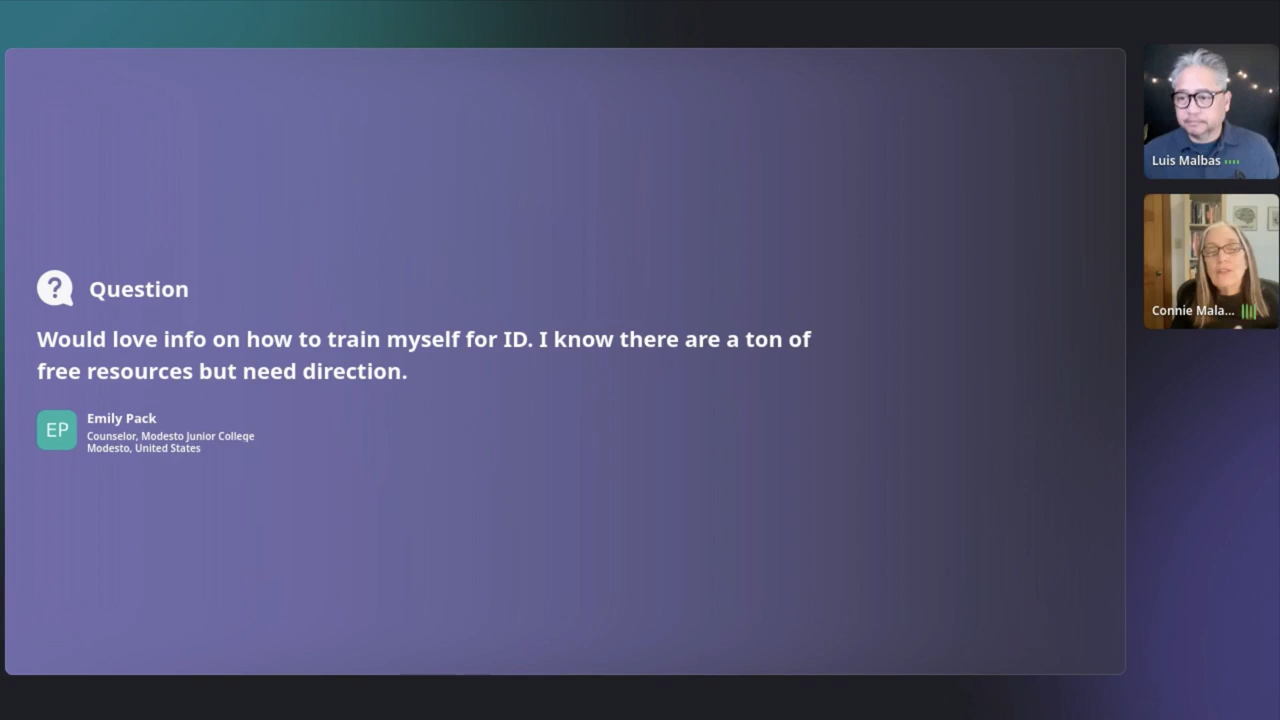 Question
Would love info on how to train myself for ID. I know there are a ton of
free resources but need direction.
EP
Emily Pack
Counselor, Modesto Junior College
Modesto, United States
Luis Malbas
Connie Mala...